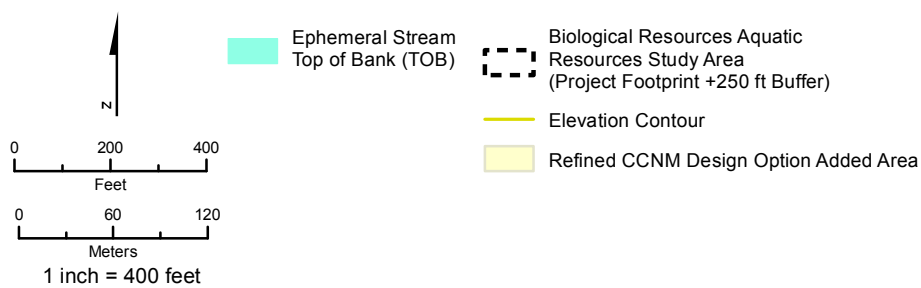 N
0 200 400
Feet
0 60 120
Meters
1 inch = 400 feet
Ephemeral Stream
Top of Bank (TOB)
Biological Resources Aquatic
Resources Study Area
(Project Footprint +250 ft Buffer)
Elevation Contour
Refined CCNM Design Option Added Area